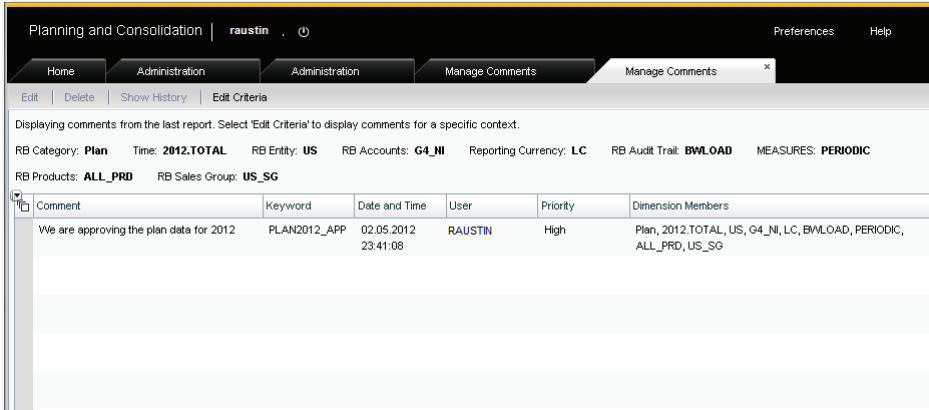 Planning and Consolidation | raustin .
Preferences Help
Home Administration Administration Manage Comments Manage Comments ×
Edit | Delete | Show History | Edit Criteria
Displaying comments from the last report. Select 'Edit Criteria' to display comments for a specific context.
RB Category: Plan Time: 2012.TOTAL RB Entity: US RB Accounts: G4_NI Reporting Currency: LC RB Audit Trail: BWLOAD MEASURES: PERIODIC
RB Products: ALL_PRD RB Sales Group: US_SG
Comment Keyword Date and Time User Priority Dimension Members
We are approving the plan data for 2012 PLAN2012_APP 02.05.2012 RAUSTIN High Plan, 2012.TOTAL, US, G4_NI, LC, BWLOAD, PERIODIC,
23:41:08 ALL_PRD, US_SG